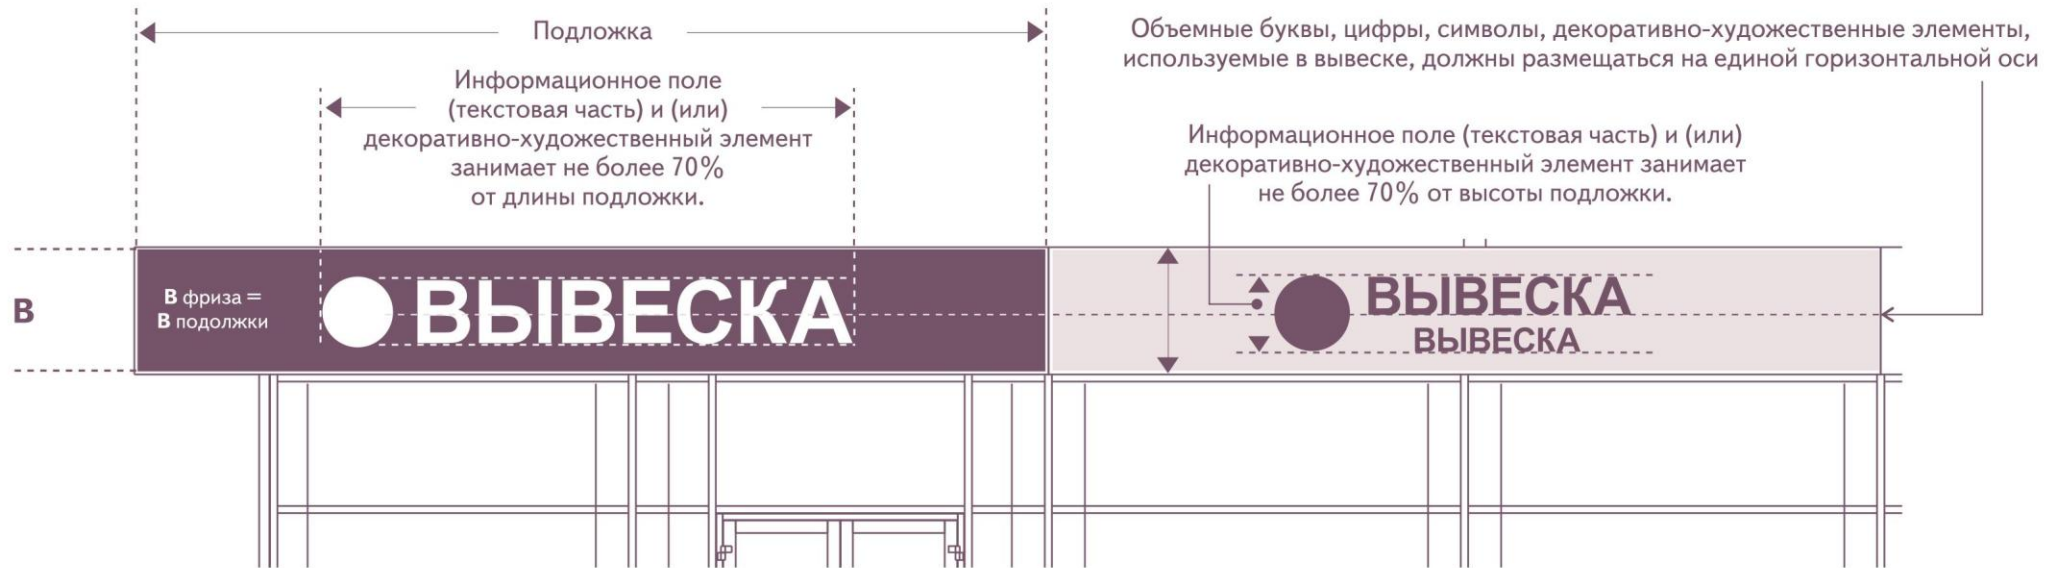 Подложка
Информационное поле
(текстовая часть) и (или)
декоративно-художественный элемент
занимает не более 70%
от длины подложки.
Объемные буквы, цифры, символы, декоративно-художественные элементы,
используемые в вывеске, должны размещаться на единой горизонтальной оси
Информационное поле (текстовая часть) и (или)
декоративно-художественный элемент занимает
не более 70% от высоты подложки.
В
В фриза =
В подолжки
ВЫВЕСКА
ВЫВЕСКА
ВЫВЕСКА